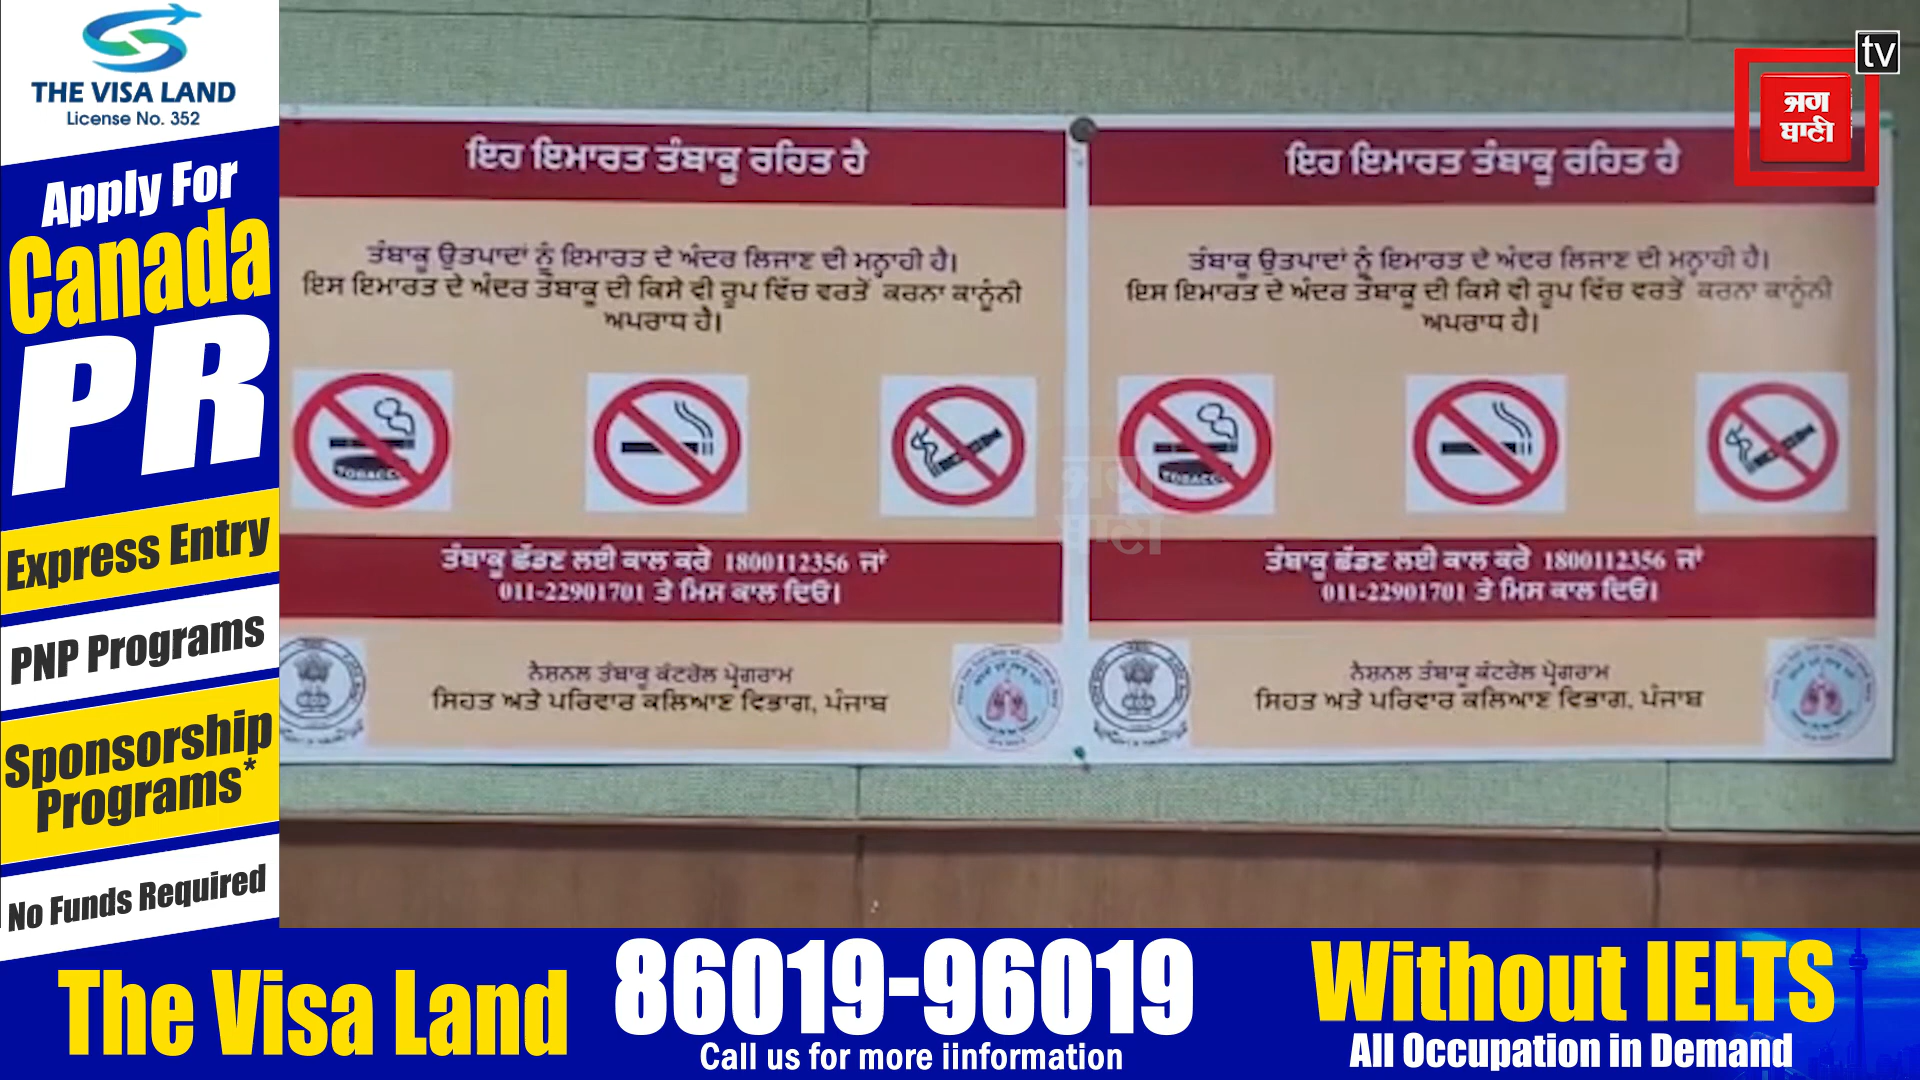 THE VISA LAND
License No. 352
Apply For
Canada
PR
Express Entry
PNP Programs
Sponsorship
Programs*
No Funds Required
ਇਹ ਇਮਾਰਤ ਤੰਬਾਕੂ ਰਹਿਤ ਹੈ
ਤੰਬਾਕੂ ਉਤਪਾਦਾਂ ਨੂੰ ਇਮਾਰਤ ਦੇ ਅੰਦਰ ਲਿਜਾਣ ਦੀ ਮਨ੍ਹਾਹੀ ਹੈ।
ਇਸ ਇਮਾਰਤ ਦੇ ਅੰਦਰ ਤੰਬਾਕੂ ਦੀ ਕਿਸੇ ਵੀ ਰੂਪ ਵਿੱਚ ਵਰਤੋਂ ਕਰਨਾ ਕਾਨੂੰਨੀ
ਅਪਰਾਧ ਹੈ।
TOBACCO
ਤੰਬਾਕੂ ਛੱਡਣ ਲਈ ਕਾਲ ਕਰੇ 1800112356 ਜਾਂ
011-22901701 ਤੇ ਮਿਸ ਕਾਲ ਦਿਓ।
ਨੈਸ਼ਨਲ ਤੰਬਾਕੂ ਕੰਟਰੋਲ ਪ੍ਰੋਗਰਾਮ
ਸਿਹਤ ਅਤੇ ਪਰਿਵਾਰ ਕਲਿਆਣ ਵਿਭਾਗ, ਪੰਜਾਬ
ਇਹ ਇਮਾਰਤ ਤੰਬਾਕੂ ਰਹਿਤ ਹੈ
ਤੰਬਾਕੂ ਉਤਪਾਦਾਂ ਨੂੰ ਇਮਾਰਤ ਦੇ ਅੰਦਰ ਲਿਜਾਣ ਦੀ ਮਨ੍ਹਾਹੀ ਹੈ।
ਇਸ ਇਮਾਰਤ ਦੇ ਅੰਦਰ ਤੰਬਾਕੂ ਦੀ ਕਿਸੇ ਵੀ ਰੂਪ ਵਿੱਚ ਵਰਤੋਂ ਕਰਨਾ ਕਾਨੂੰਨੀ
ਅਪਰਾਧ ਹੈ।
TOBACCO
ਤੰਬਾਕੂ ਛੱਡਣ ਲਈ ਕਾਲ ਕਰੇ 1800112356 ਜਾਂ
011-22901701 ਤੇ ਮਿਸ ਕਾਲ ਦਿਓ।
ਨੈਸ਼ਨਲ ਤੰਬਾਕੂ ਕੰਟਰੋਲ ਪ੍ਰੋਗਰਾਮ
ਸਿਹਤ ਅਤੇ ਪਰਿਵਾਰ ਕਲਿਆਣ ਵਿਭਾਗ, ਪੰਜਾਬ
ਜਗ
ਬਾਣੀ
tv
ਜਗ
ਬਾਣੀ
The Visa Land
86019-96019
Call us for more iinformation
Without IELTS
All Occupation in Demand